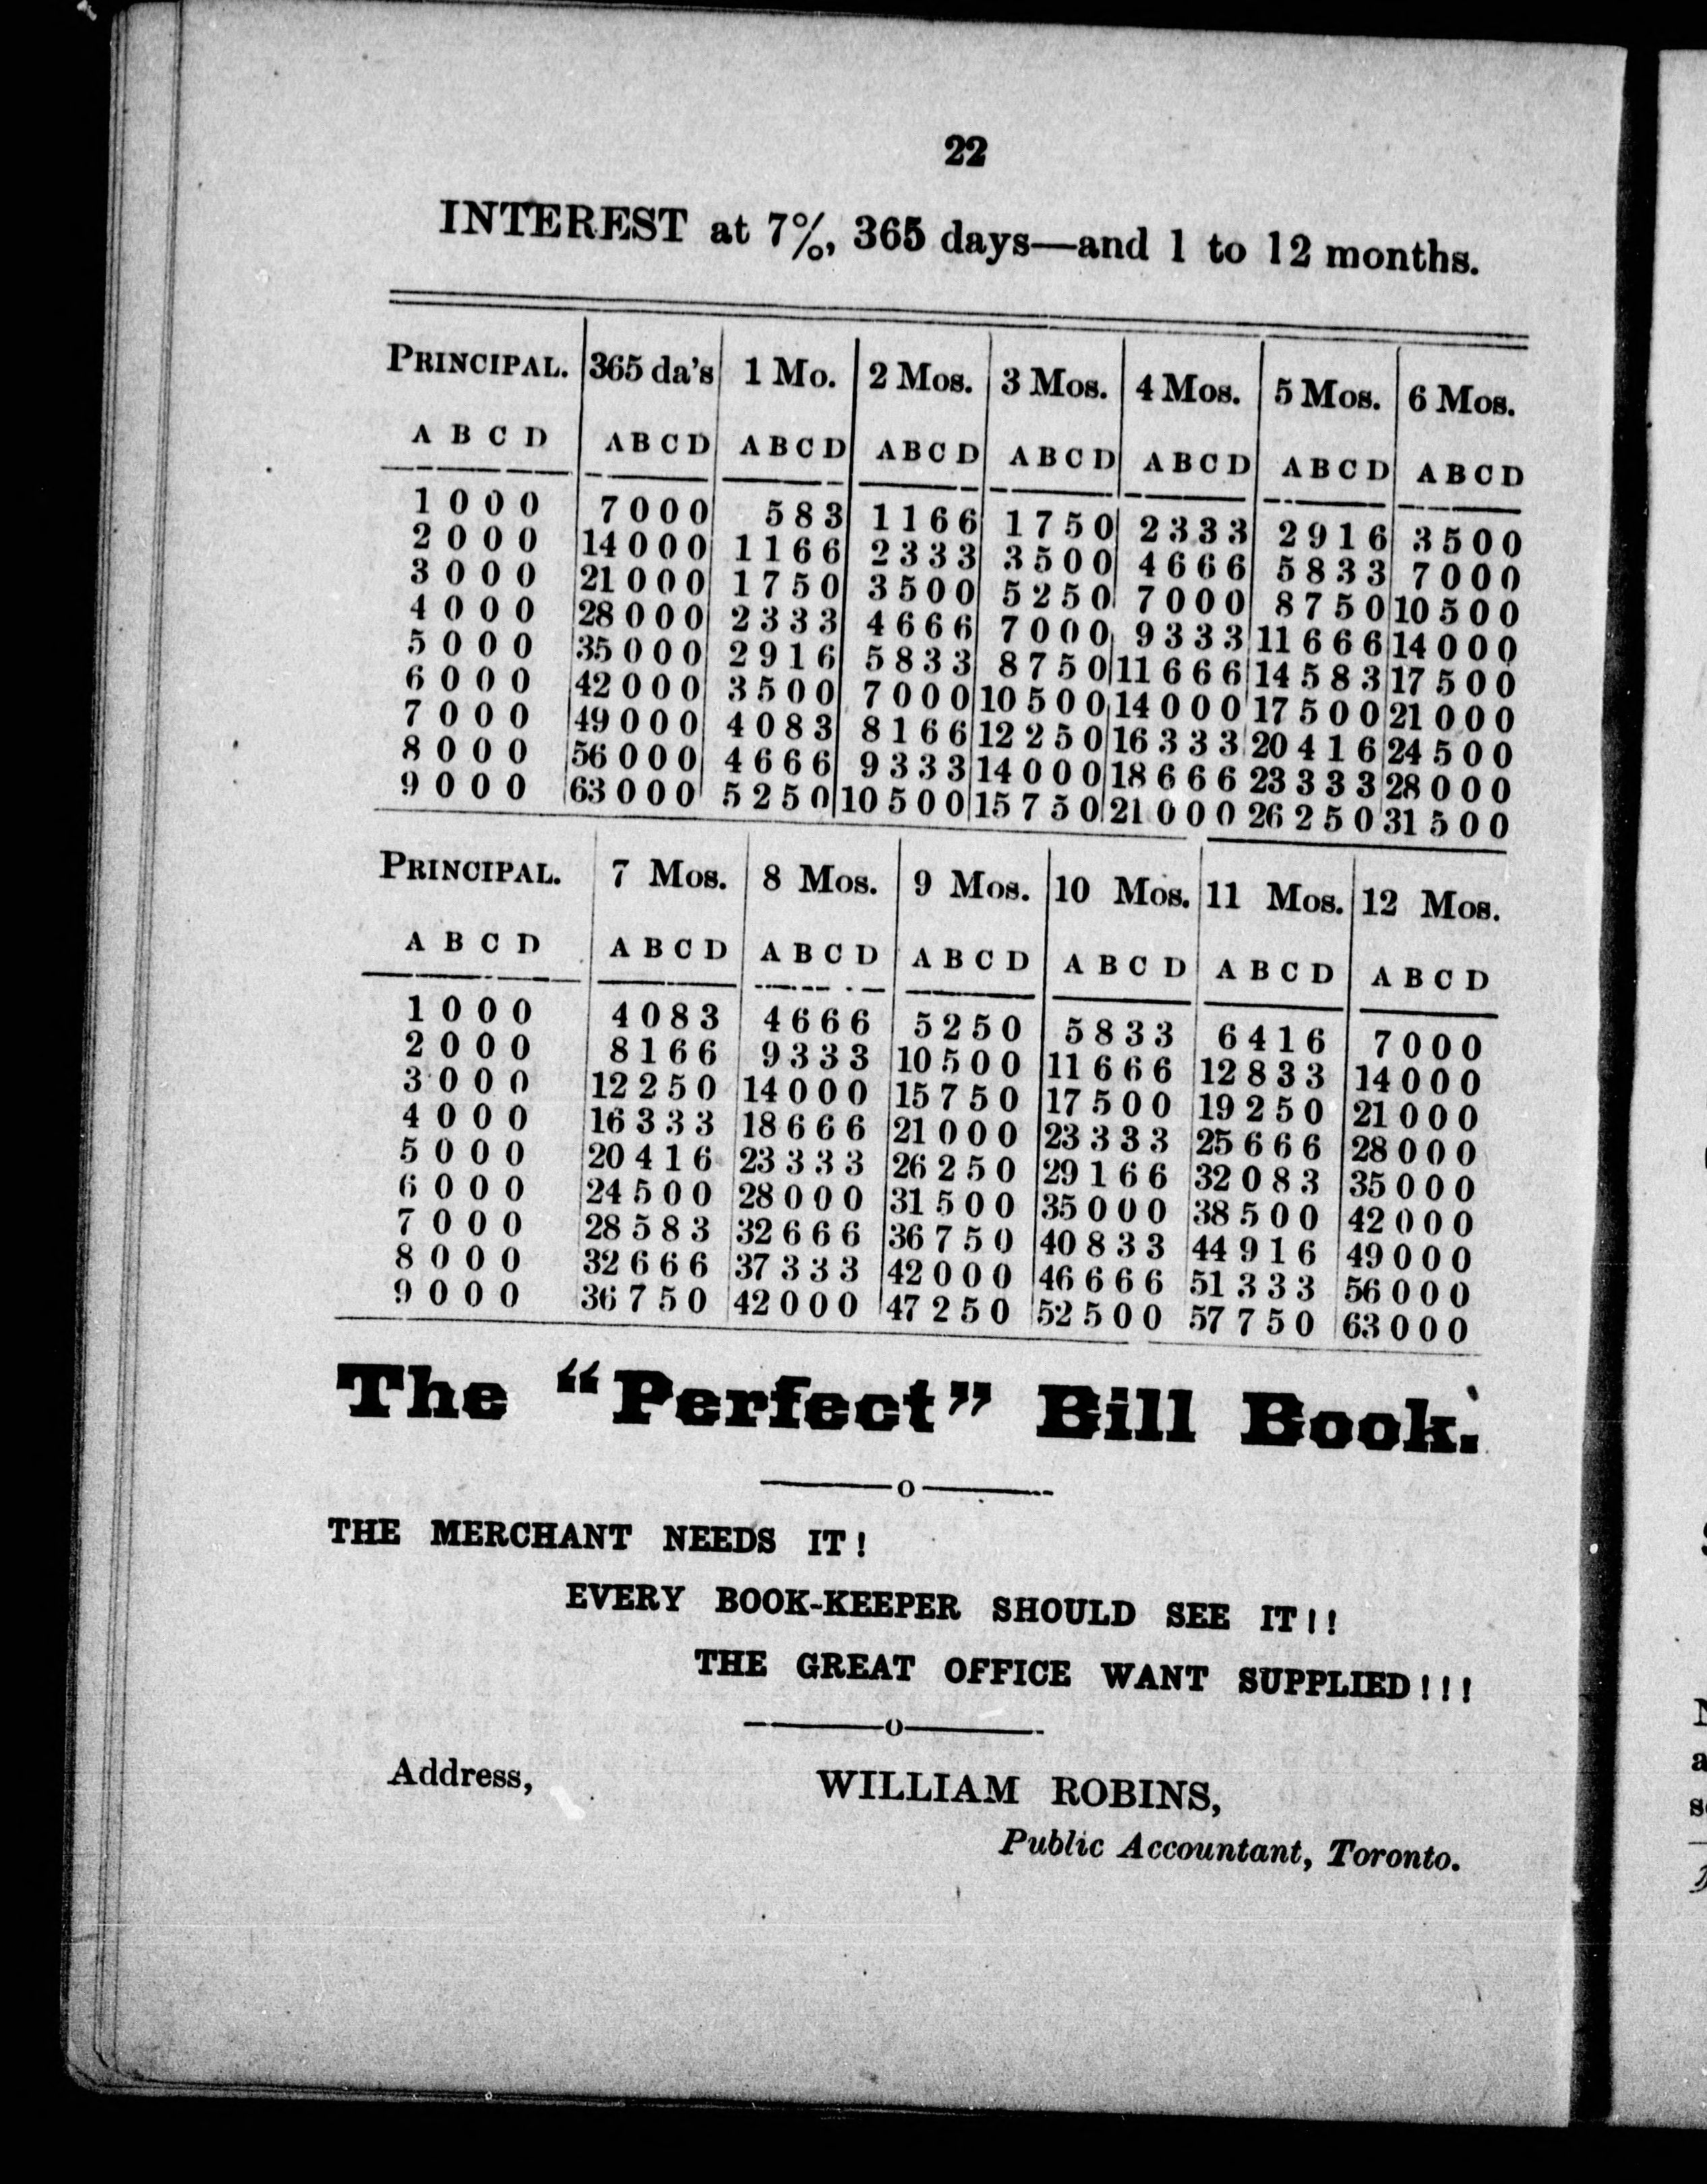 22
INTEREST at 7%, 365 days—and 1 to 12 months.
PRINCIPAL. 365 da's 1 Mo. 2 Mos. 3 Mos. 4 Mos. 5 Mos. 6 Mos.
A B C D A B C D A B C D A B C D A B C D A B C D A B C D A B C D
1 0 0 0 7 0 0 0 5 8 3 1 1 6 6 1 7 5 0 2 3 3 3 2 9 1 6 3 5 0 0
2 0 0 0 14 0 0 0 1 1 6 6 2 3 3 3 3 5 0 0 4 6 6 6 5 8 3 3 7 0 0 0
3 0 0 0 21 0 0 0 1 7 5 0 3 5 0 0 5 2 5 0 7 0 0 0 8 7 5 0 10 5 0 0
4 0 0 0 28 0 0 0 2 3 3 3 4 6 6 6 7 0 0 0 9 3 3 3 11 6 6 6 14 0 0 0
5 0 0 0 35 0 0 0 2 9 1 6 5 8 3 3 8 7 5 0 11 6 6 6 14 5 8 3 17 5 0 0
6 0 0 0 42 0 0 0 3 5 0 0 7 0 0 0 10 5 0 0 14 0 0 0 17 5 0 0 21 0 0 0
7 0 0 0 49 0 0 0 4 0 8 3 8 1 6 6 12 2 5 0 16 3 3 3 20 4 1 6 24 5 0 0
8 0 0 0 56 0 0 0 4 6 6 6 9 3 3 3 14 0 0 0 18 6 6 6 23 3 3 3 28 0 0 0
9 0 0 0 63 0 0 0 5 2 5 0 10 5 0 0 15 7 5 0 21 0 0 0 26 2 5 0 31 5 0 0
PRINCIPAL. 7 Mos. 8 Mos. 9 Mos. 10 Mos. 11 Mos. 12 Mos.
A B C D A B C D A B C D A B C D A B C D A B C D A B C D
1 0 0 0 4 0 8 3 4 6 6 6 5 2 5 0 5 8 3 3 6 4 1 6 7 0 0 0
2 0 0 0 8 1 6 6 9 3 3 3 10 5 0 0 11 6 6 6 12 8 3 3 14 0 0 0
3 0 0 0 12 2 5 0 14 0 0 0 15 7 5 0 17 5 0 0 19 2 5 0 21 0 0 0
4 0 0 0 16 3 3 3 18 6 6 6 21 0 0 0 23 3 3 3 25 6 6 6 28 0 0 0
5 0 0 0 20 4 1 6 23 3 3 3 26 2 5 0 29 1 6 6 32 0 8 3 35 0 0 0
6 0 0 0 24 5 0 0 28 0 0 0 31 5 0 0 35 0 0 0 38 5 0 0 42 0 0 0
7 0 0 0 28 5 8 3 32 6 6 6 36 7 5 0 40 8 3 3 44 9 1 6 49 0 0 0
8 0 0 0 32 6 6 6 37 3 3 3 42 0 0 0 46 6 6 6 51 3 3 3 56 0 0 0
9 0 0 0 36 7 5 0 42 0 0 0 47 2 5 0 52 5 0 0 57 7 5 0 63 0 0 0
The "Perfect" Bill Book.
THE MERCHANT NEEDS IT!
EVERY BOOK-KEEPER SHOULD SEE IT!!
THE GREAT OFFICE WANT SUPPLIED!!!
Address, WILLIAM ROBINS,
Public Accountant, Toronto.